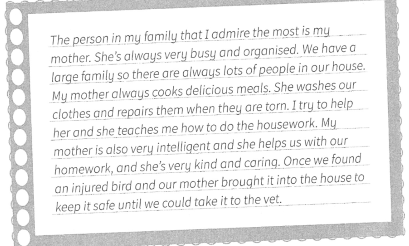 The person in my family that I admire the most is my
mother. She's always very busy and organised. We have a
large family so there are always lots of people in our house.
My mother always cooks delicious meals. She washes our
clothes and repairs them when they are torn. I try to help
her and she teaches me how to do the housework. My
mother is also very intelligent and she helps us with our
homework, and she's very kind and caring. Once we found
an injured bird and our mother brought it into the house to
keep it safe until we could take it to the vet.